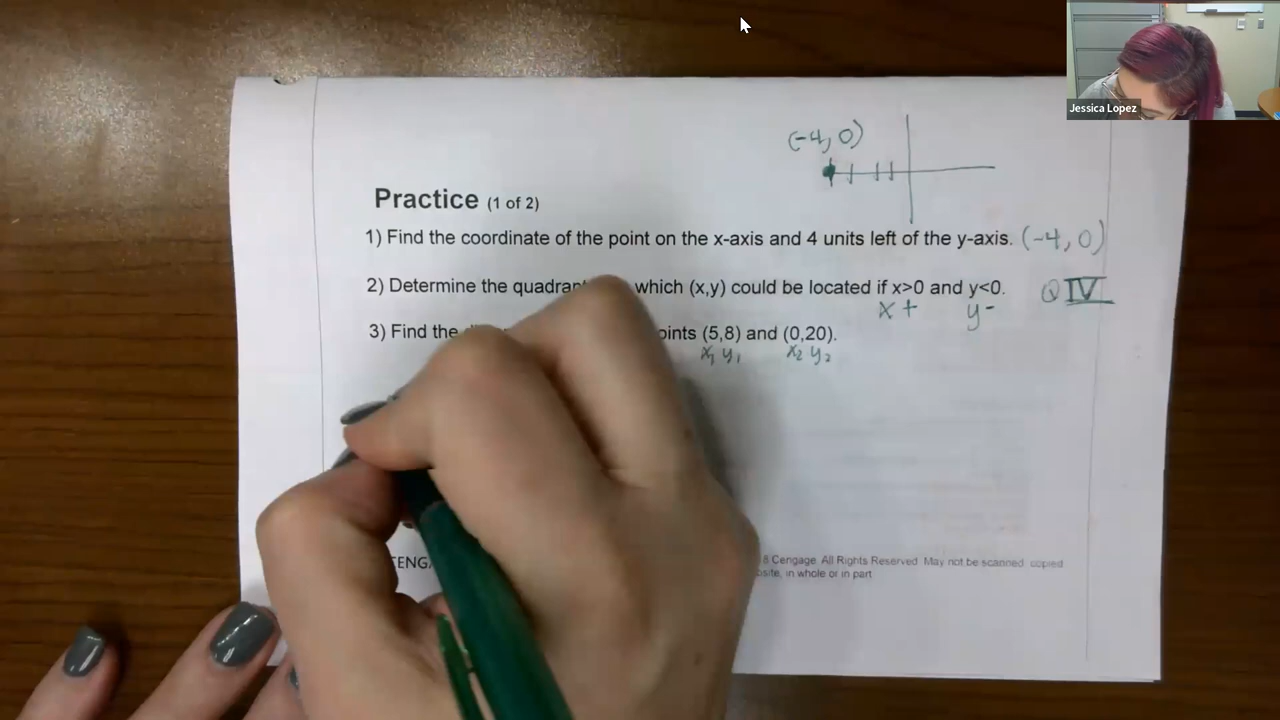 Jessica Lopez
(-4, 0)
Practice (1 of 2)
1) Find the coordinate of the point on the x-axis and 4 units left of the y-axis. (-4, 0)
2) Determine the which (x,y) could be located if x>0 and y<0. Q IV
x + y -
3) Find the (5,8) and (0,20).
x₁ y₁ x₂ y₂
8 Cengage All Rights Reserved May not be scanned copied
in whole or in part